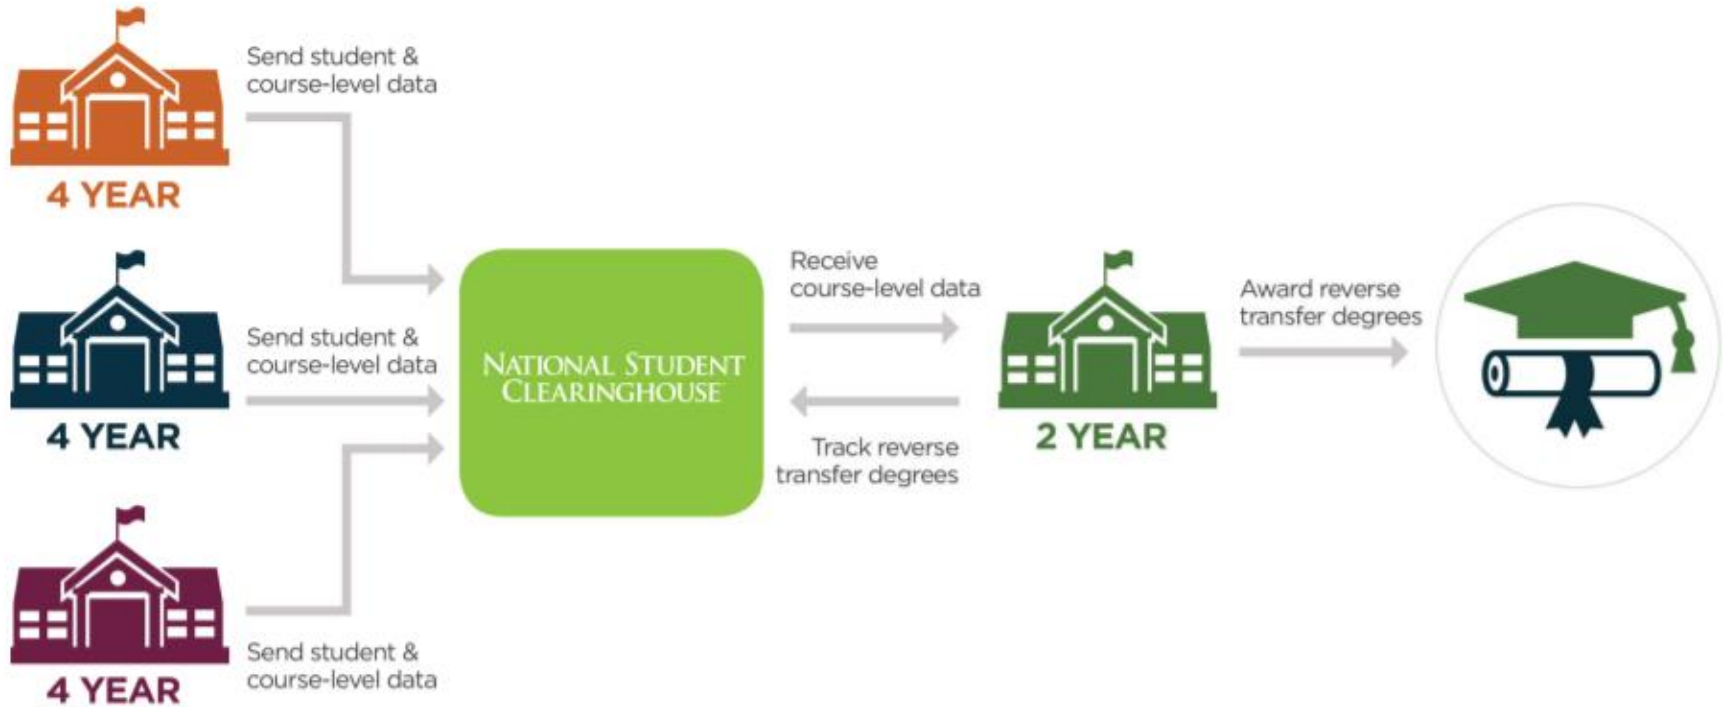 Send student &
course-level data
4 YEAR
Send student &
course-level data
4 YEAR
Send student &
course-level data
4 YEAR
NATIONAL STUDENT
CLEARINGHOUSE
Receive
course-level data
Track reverse
transfer degrees
2 YEAR
Award reverse
transfer degrees